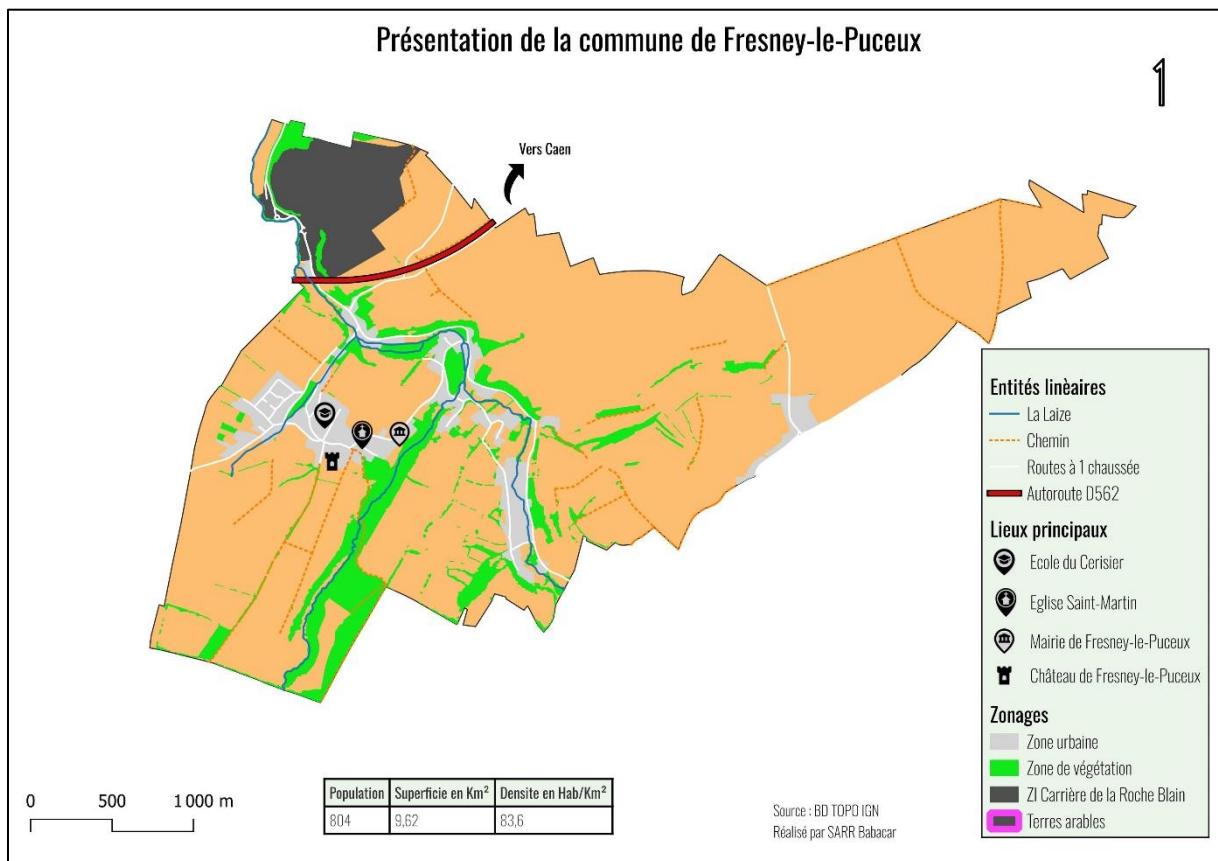 Présentation de la commune de Fresney-le-Puceux
1
Vers Caen
Entités linèaires
La Laize
Chemin
Routes à 1 chaussée
Autoroute D562
Lieux principaux
Ecole du Cerisier
Eglise Saint-Martin
Mairie de Fresney-le-Puceux
Château de Fresney-le-Puceux
Zonages
Zone urbaine
Zone de végétation
ZI Carrière de la Roche Blain
Terres arables
0 500 1 000 m
Population Superficie en Km² Densite en Hab/Km²
804 9,62 83,6
Source : BD TOPO IGN
Réalisé par SARR Babacar